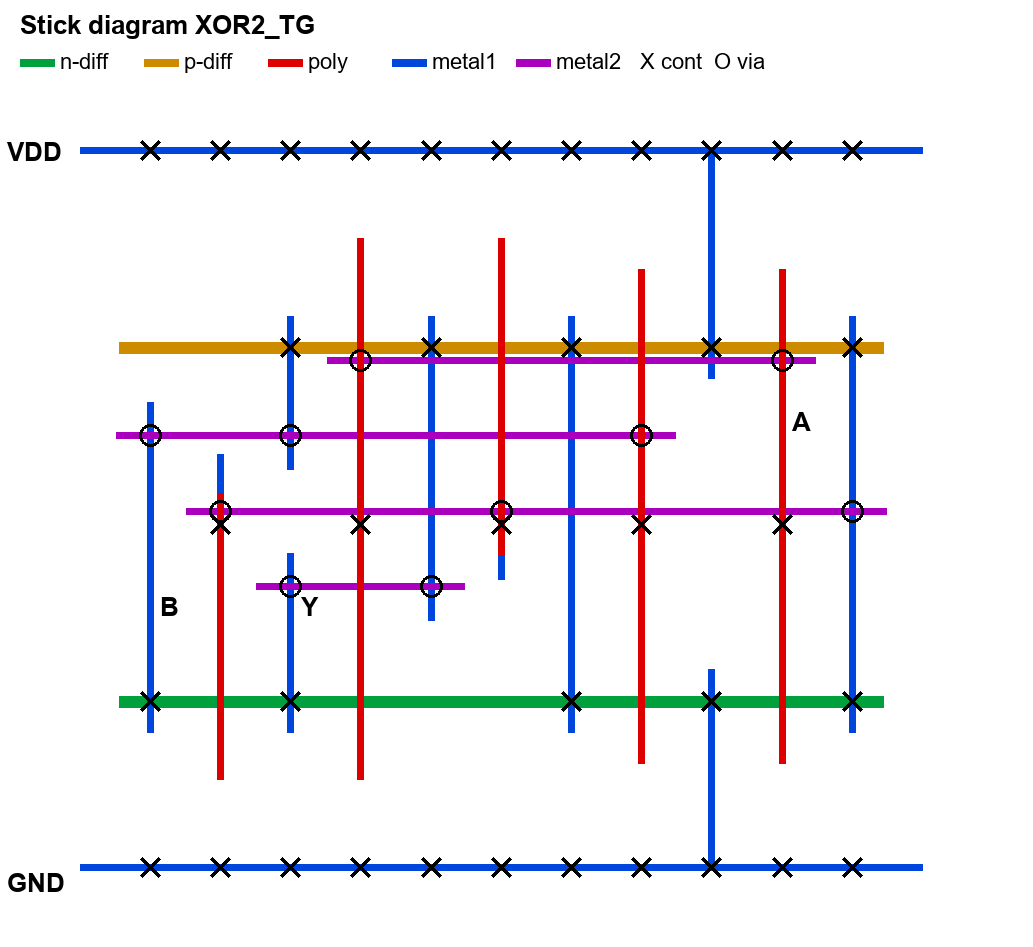 Stick diagram XOR2_TG
n-diff p-diff poly metal1 metal2 X cont O via
VDD
A
B
Y
GND